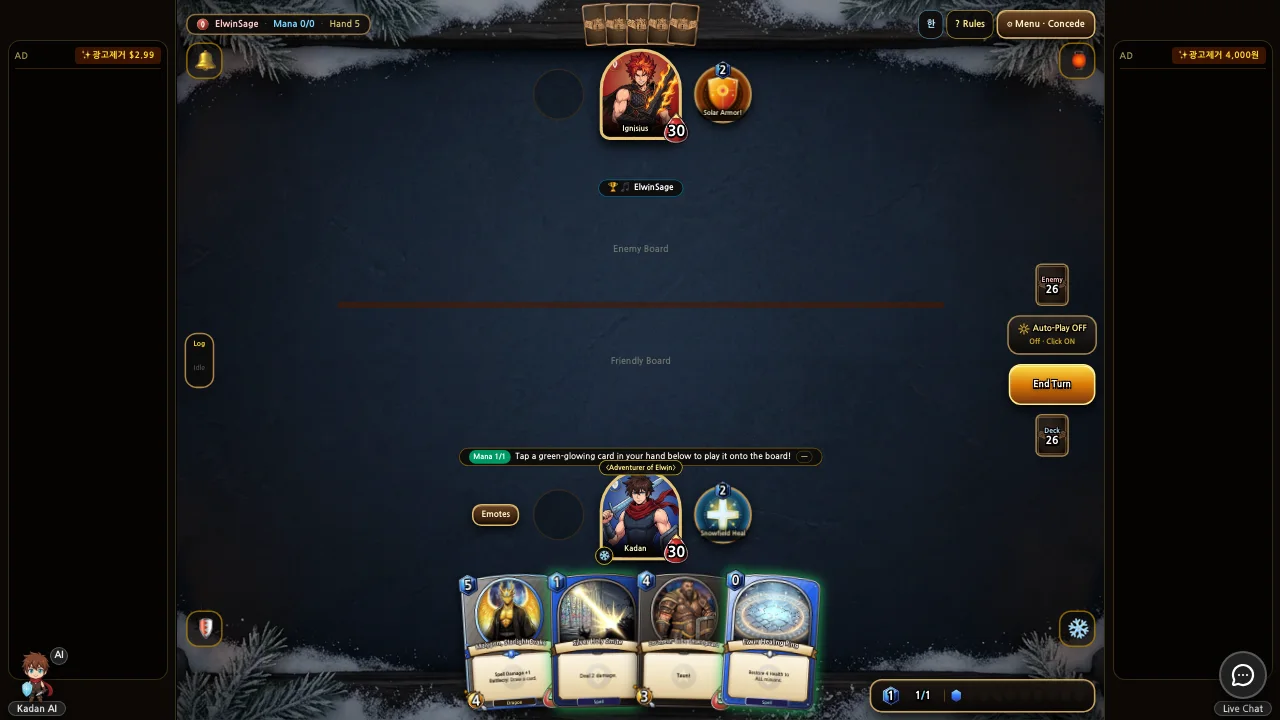 ElwinSage Mana 0/0 Hand 5
한
? Rules
Menu · Concede
AD
광고제거 $2.99
AD
광고제거 4,000원
2
Solar Armor!
Ignisius
30
ElwinSage
Enemy Board
Enemy
26
Auto-Play OFF
Off · Click ON
Log
idle
Friendly Board
End Turn
Deck
26
Mana 1/1 Tap a green-glowing card in your hand below to play it onto the board!
<Adventurer of Elwin>
Emotes
2
Snowfield Heal
Kadan
30
5
1
4
0
Spell Damage +1
Deal 2 damage.
Taunt
Restore 4 Health to
ALL minions.
4
Dragon
Spell
3
Spell
AI
Kadan AI
1 1/1
Live Chat